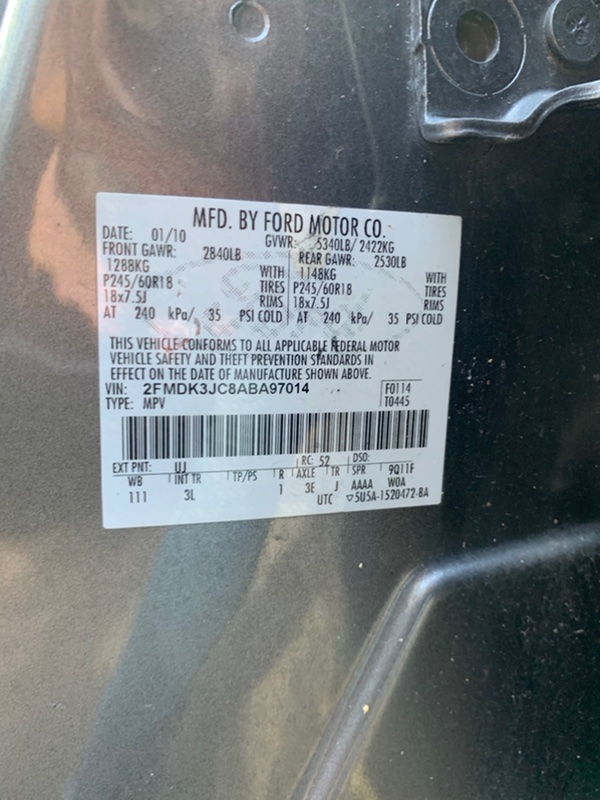 MFD. BY FORD MOTOR CO.
DATE: 01/10 GVWR: 5340LB/ 2422KG
FRONT GAWR: 2840LB REAR GAWR: 2530LB
1288KG WITH 1148KG WITH
P245/60R18 TIRES P245/60R18 TIRES
18x7.5J RIMS 18x7.5J RIMS
AT 240 kPa/ 35 PSI COLD AT 240 kPa/ 35 PSI COLD
THIS VEHICLE CONFORMS TO ALL APPLICABLE FEDERAL MOTOR
VEHICLE SAFETY AND THEFT PREVENTION STANDARDS IN
EFFECT ON THE DATE OF MANUFACTURE SHOWN ABOVE.
VIN: 2FMDK3JC8ABA97014 F0114
TYPE: MPV T0445
EXT PNT: UJ RC: 52 DSO:
WB INT TR TP/PS R AXLE TR SPR 9Q11F
111 3L 1 3E J AAAA W0A
UTC ▽5U5A-1520472-BA